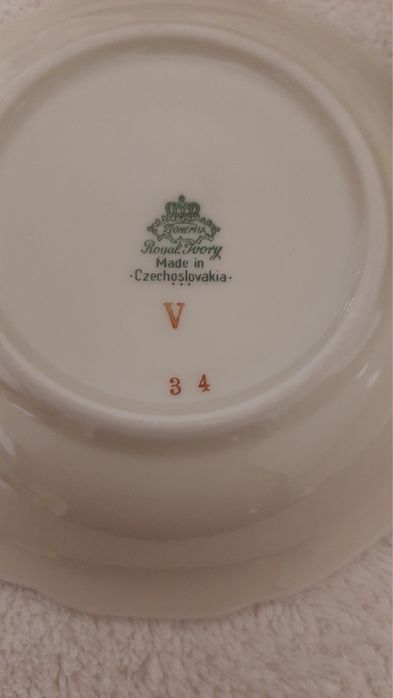 BOHEMIA
Royal Ivory
Made in
·Czechoslovakia·
V
3 4